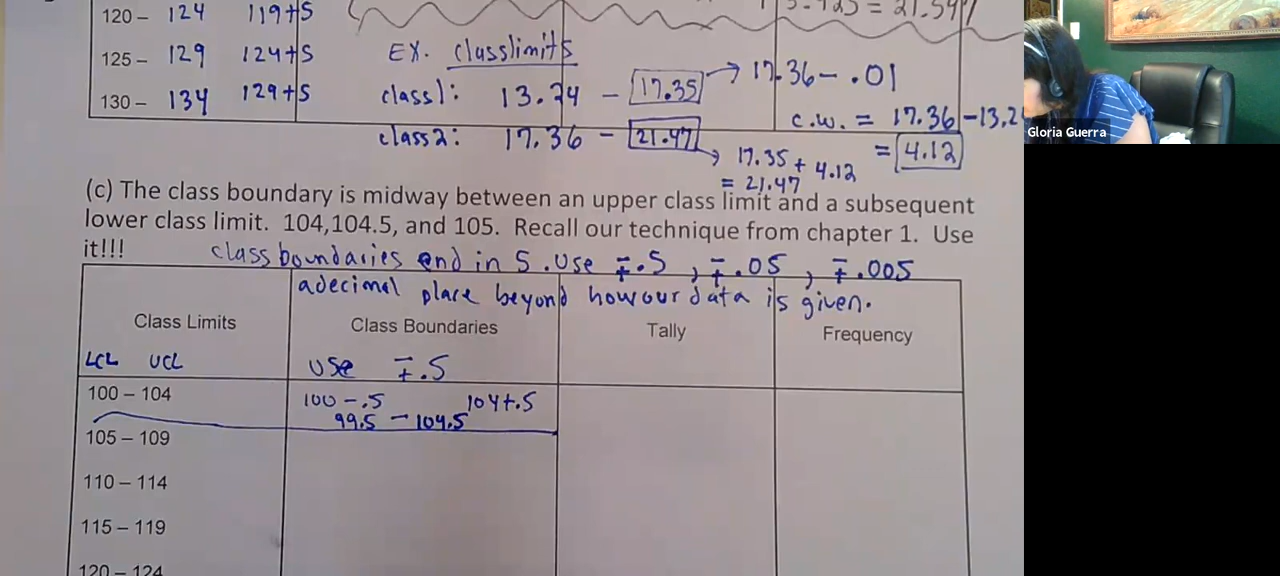 120 – 124 119+5
125 – 129 124+5
130 – 134 129+5
EX. classlimits
class1: 13.24 – 17.35 → 17.36 – .01
c.w. = 17.36 – 13.2
= 4.12
class2: 17.36 – 21.47
17.35 + 4.12
= 21.47
Gloria Guerra
(c) The class boundary is midway between an upper class limit and a subsequent
lower class limit. 104,104.5, and 105. Recall our technique from chapter 1. Use
it!!! class boundaries end in 5. Use ∓.5, ∓.05, ∓.005
a decimal place beyond how our data is given.
Class Limits Class Boundaries Tally Frequency
LCL UCL use ∓.5
100 – 104 100 – .5 104+.5
99.5 – 104.5
105 – 109
110 – 114
115 – 119
120 – 124